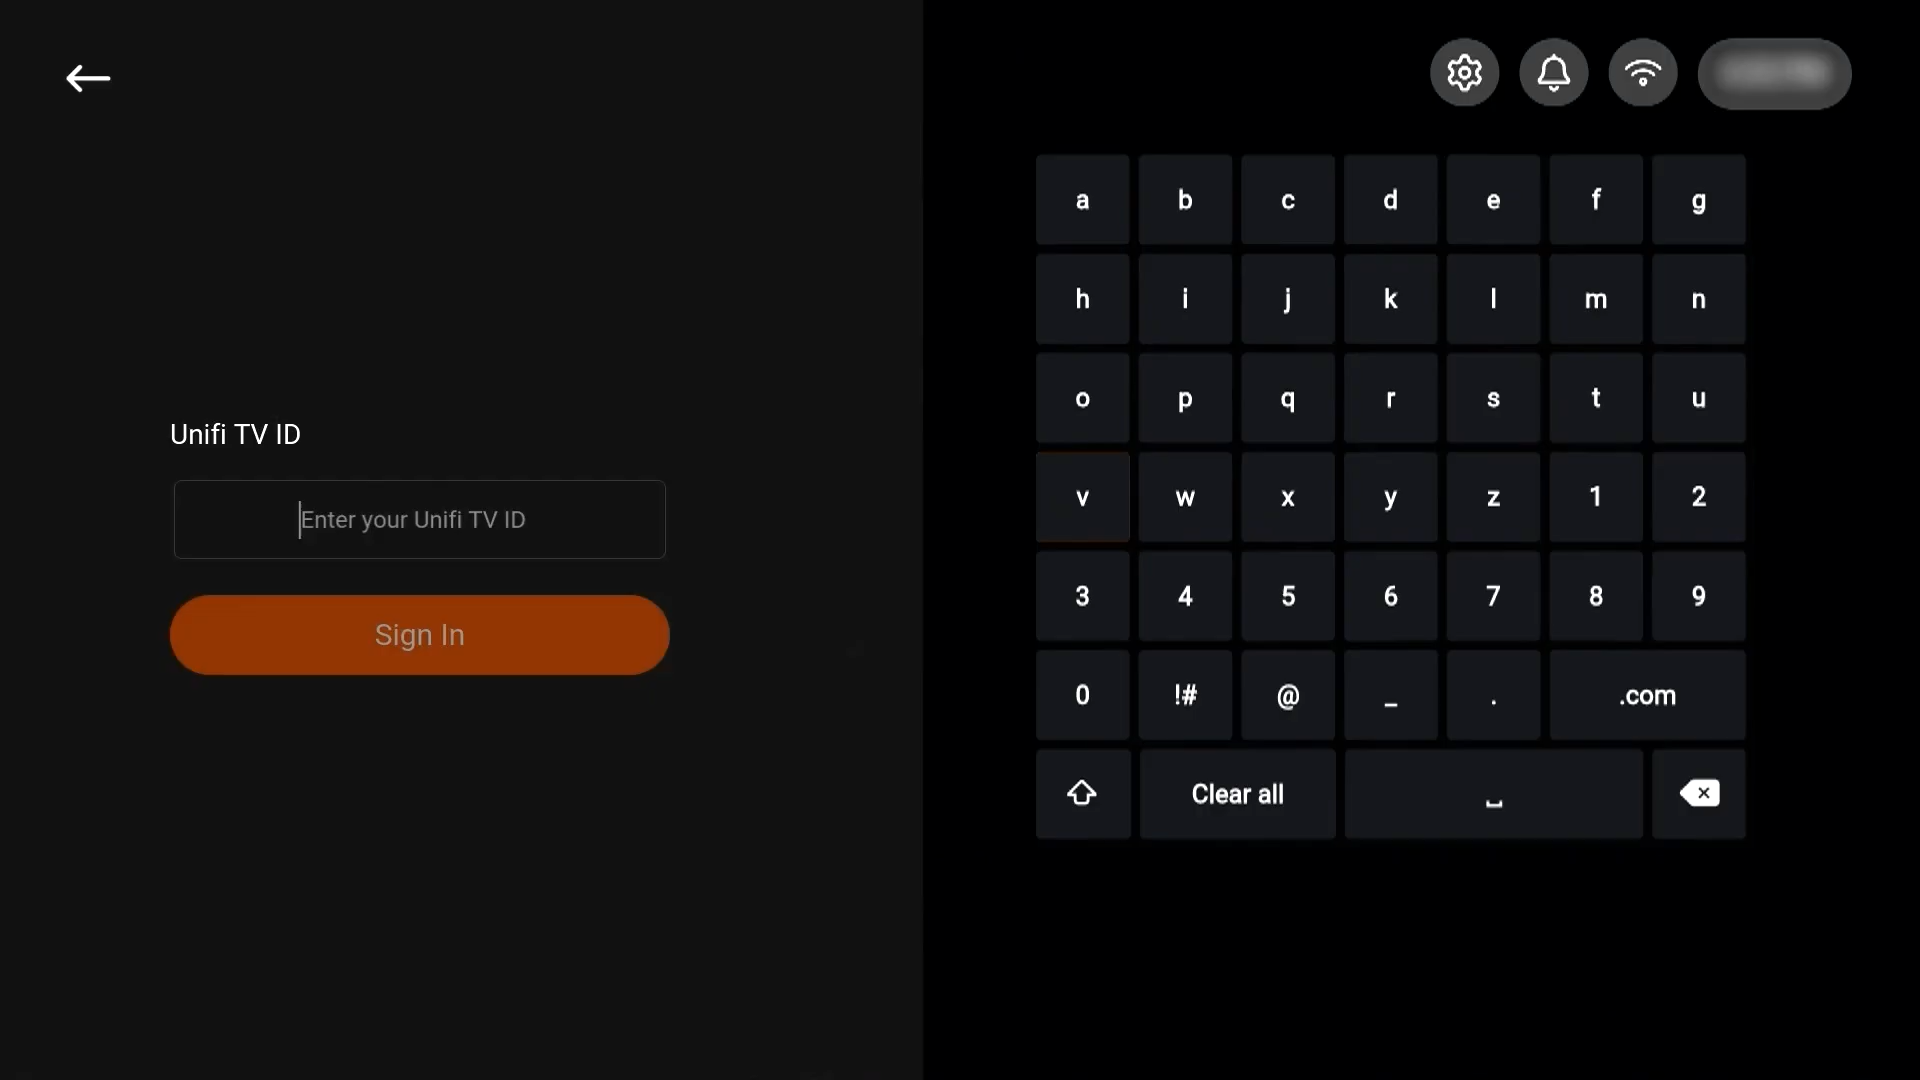 Unifi TV ID
Enter your Unifi TV ID
Sign In
a b c d e f g
h i j k l m n
o p q r s t u
v w x y z 1 2
3 4 5 6 7 8 9
0 !# @ _ . .com
Clear all